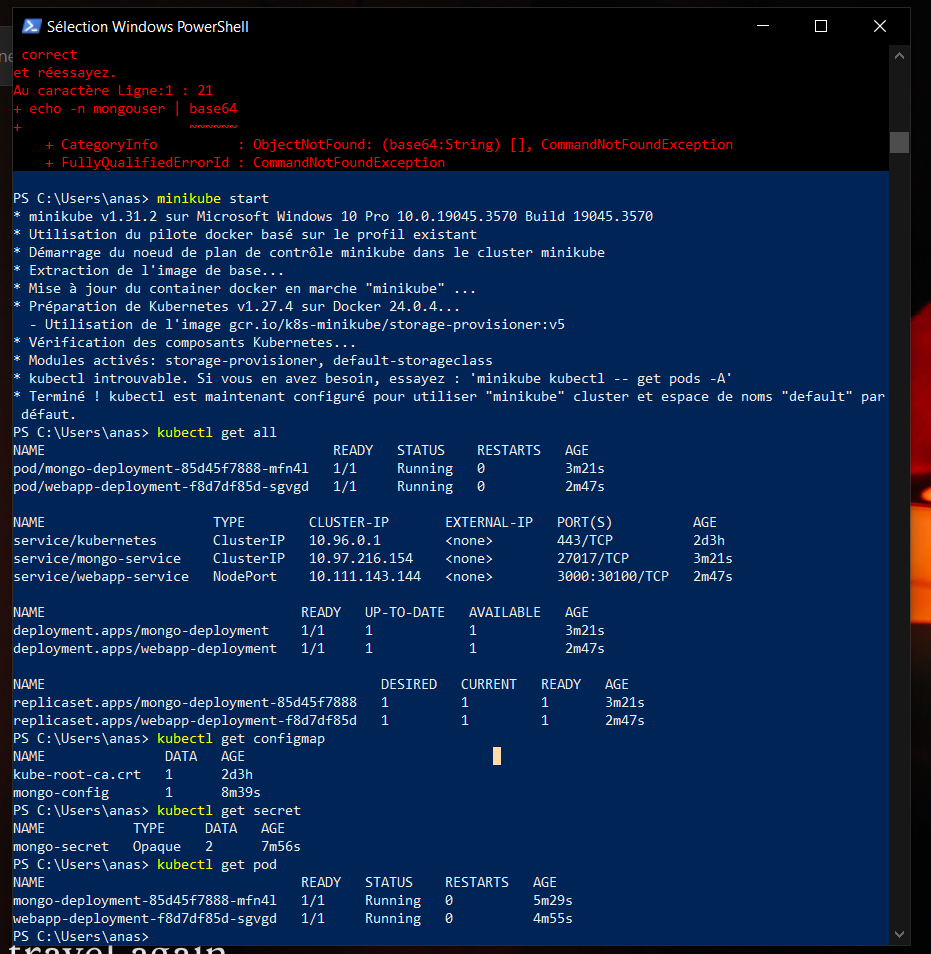 Sélection Windows PowerShell
correct
et réessayez.
Au caractère Ligne:1 : 21
+ echo -n mongouser | base64
+                     ~~~~~~
    + CategoryInfo          : ObjectNotFound: (base64:String) [], CommandNotFoundException
    + FullyQualifiedErrorId : CommandNotFoundException
PS C:\Users\anas> minikube start
* minikube v1.31.2 sur Microsoft Windows 10 Pro 10.0.19045.3570 Build 19045.3570
* Utilisation du pilote docker basé sur le profil existant
* Démarrage du noeud de plan de contrôle minikube dans le cluster minikube
* Extraction de l'image de base...
* Mise à jour du container docker en marche "minikube" ...
* Préparation de Kubernetes v1.27.4 sur Docker 24.0.4...
  - Utilisation de l'image gcr.io/k8s-minikube/storage-provisioner:v5
* Vérification des composants Kubernetes...
* Modules activés: storage-provisioner, default-storageclass
* kubectl introuvable. Si vous en avez besoin, essayez : 'minikube kubectl -- get pods -A'
* Terminé ! kubectl est maintenant configuré pour utiliser "minikube" cluster et espace de noms "default" par
défaut.
PS C:\Users\anas> kubectl get all
NAME                                    READY   STATUS    RESTARTS   AGE
pod/mongo-deployment-85d45f7888-mfn4l   1/1     Running   0          3m21s
pod/webapp-deployment-f8d7df85d-sgvgd   1/1     Running   0          2m47s
NAME                     TYPE        CLUSTER-IP       EXTERNAL-IP   PORT(S)          AGE
service/kubernetes       ClusterIP   10.96.0.1        <none>        443/TCP          2d3h
service/mongo-service    ClusterIP   10.97.216.154    <none>        27017/TCP        3m21s
service/webapp-service   NodePort    10.111.143.144   <none>        3000:30100/TCP   2m47s
NAME                                READY   UP-TO-DATE   AVAILABLE   AGE
deployment.apps/mongo-deployment    1/1     1            1           3m21s
deployment.apps/webapp-deployment   1/1     1            1           2m47s
NAME                                          DESIRED   CURRENT   READY   AGE
replicaset.apps/mongo-deployment-85d45f7888   1         1         1       3m21s
replicaset.apps/webapp-deployment-f8d7df85d   1         1         1       2m47s
PS C:\Users\anas> kubectl get configmap
NAME               DATA   AGE
kube-root-ca.crt   1      2d3h
mongo-config       1      8m39s
PS C:\Users\anas> kubectl get secret
NAME           TYPE     DATA   AGE
mongo-secret   Opaque   2      7m56s
PS C:\Users\anas> kubectl get pod
NAME                                READY   STATUS    RESTARTS   AGE
mongo-deployment-85d45f7888-mfn4l   1/1     Running   0          5m29s
webapp-deployment-f8d7df85d-sgvgd   1/1     Running   0          4m55s
PS C:\Users\anas>
travel again